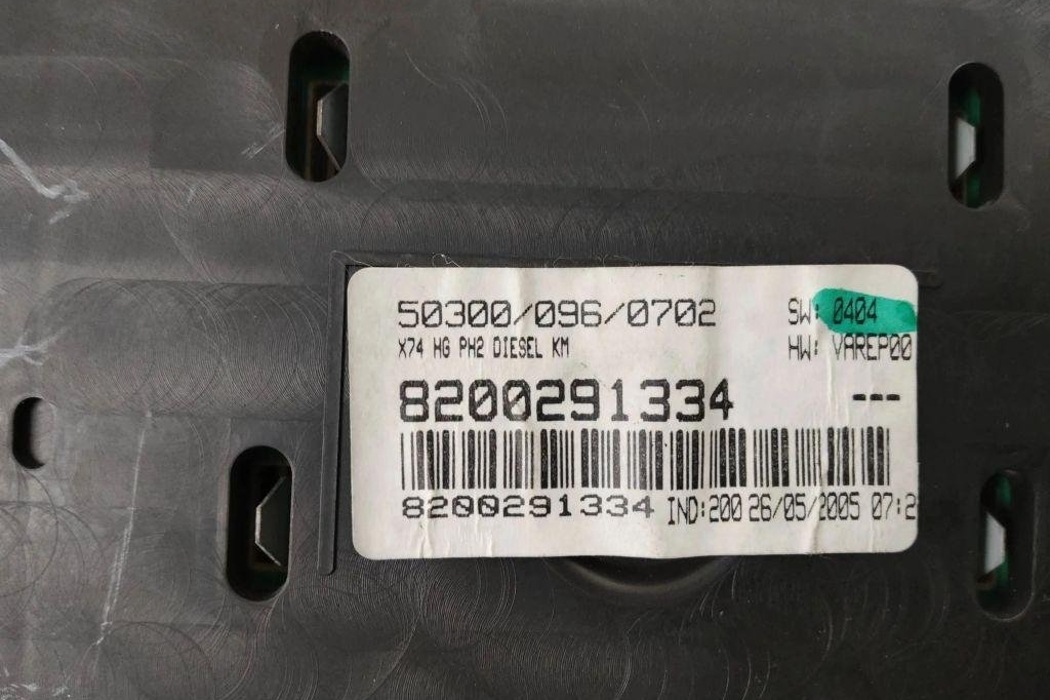 50300/096/0702 SW: 0404
X74 HG PH2 DIESEL KM HW: VAREP00
8200291334 ---
8200291334 IND:200 26/05/2005 07:2